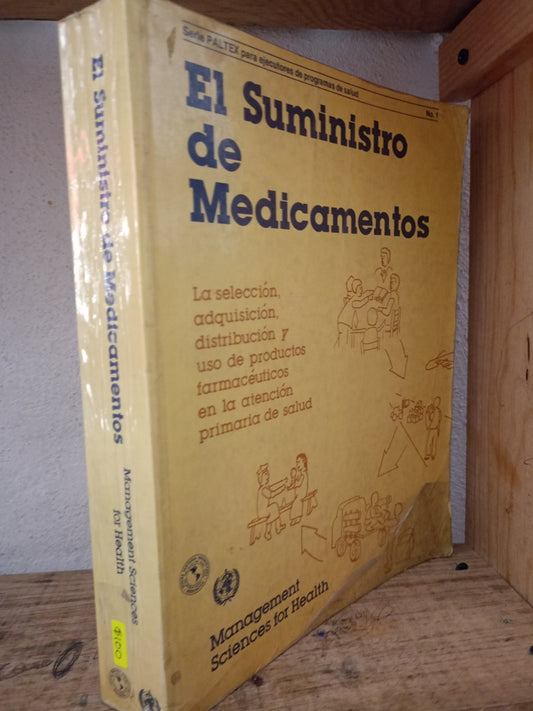 Serie PALTEX para ejecutores de programas de salud
No. 1
El Suministro
de
Medicamentos
La selección,
adquisición,
distribución y
uso de productos
farmacéuticos
en la atención
primaria de salud
Management
Sciences for Health
El Suministro de Medicamentos
Management Sciences
for Health
$100